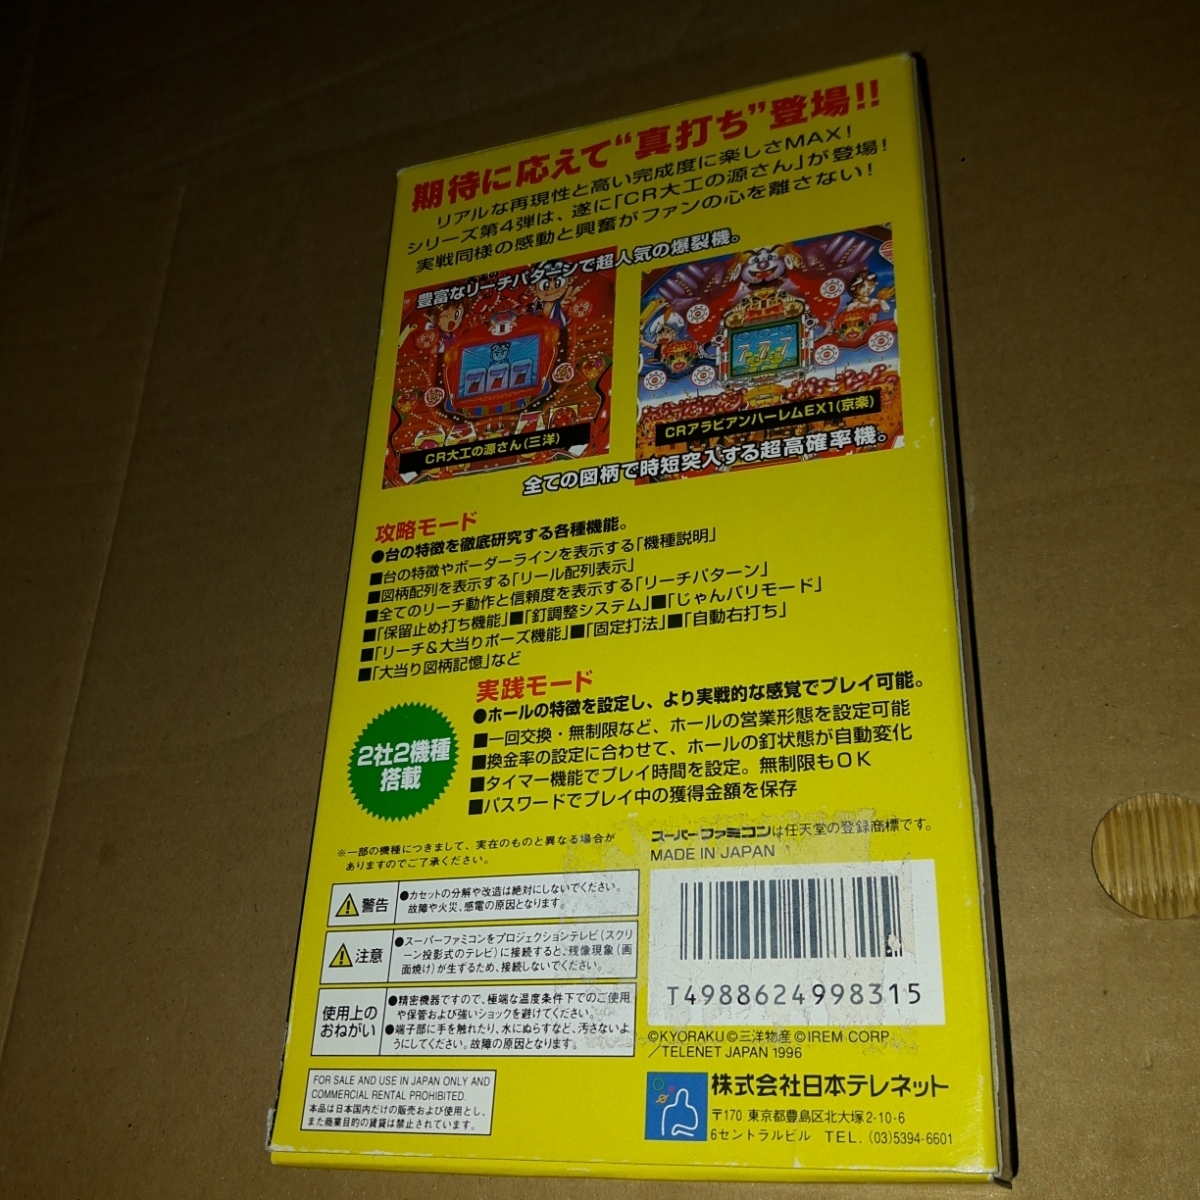 期待に応えて“真打ち”登場!!
リアルな再現性と高い完成度に楽しさMAX!
シリーズ第4弾は、遂に「CR大工の源さん」が登場!
実戦同様の感動と興奮がファンの心を離さない!
豊富なリーチパターンで超人気の爆裂機。
CR大工の源さん(三洋)
777
CRアラビアンハーレムEX1(京楽)
全ての図柄で時短突入する超高確率機。
攻略モード
●台の特徴を徹底研究する各種機能。
■台の特徴やボーダーラインを表示する「機種説明」
■図柄配列を表示する「リール配列表示」
■全てのリーチ動作と信頼度を表示する「リーチパターン」
■「保留止め打ち機能」■「釘調整システム」■「じゃんバリモード」
■「リーチ&大当りポーズ機能」■「固定打法」■「自動右打ち」
■「大当り図柄記憶」など
実践モード
●ホールの特徴を設定し、より実戦的な感覚でプレイ可能。
■一回交換・無制限など、ホールの営業形態を設定可能
■換金率の設定に合わせて、ホールの釘状態が自動変化
■タイマー機能でプレイ時間を設定。無制限もOK
■パスワードでプレイ中の獲得金額を保存
2社2機種
搭載
※一部の機種につきまして、実在のものと異なる場合が
ありますのでご了承ください。
スーパーファミコンは任天堂の登録商標です。
MADE IN JAPAN
警告
●カセットの分解や改造は絶対にしないでください。
故障や火災、感電の原因となります。
注意
●スーパーファミコンをプロジェクションテレビ(スクリ
ーン投影式のテレビ)に接続すると、残像現象(画
面焼け)が生ずるため、接続しないでください。
使用上の
おねがい
●精密機器ですので、極端な温度条件下でのご使用
や保管および強いショックを避けてください。
●端子部に手を触れたり、水にぬらすなど、汚さないよ
うにしてください。故障の原因となります。
T4988624998315
©KYORAKU©三洋物産©IREM CORP.
/TELENET JAPAN 1996
FOR SALE AND USE IN JAPAN ONLY AND
COMMERCIAL RENTAL PROHIBITED.
本品は日本国内だけの販売および使用とし、
また商業目的の賃貸は禁止されています。
株式会社日本テレネット
〒170 東京都豊島区北大塚2-10-6
6セントラルビル TEL. (03)5394-6601